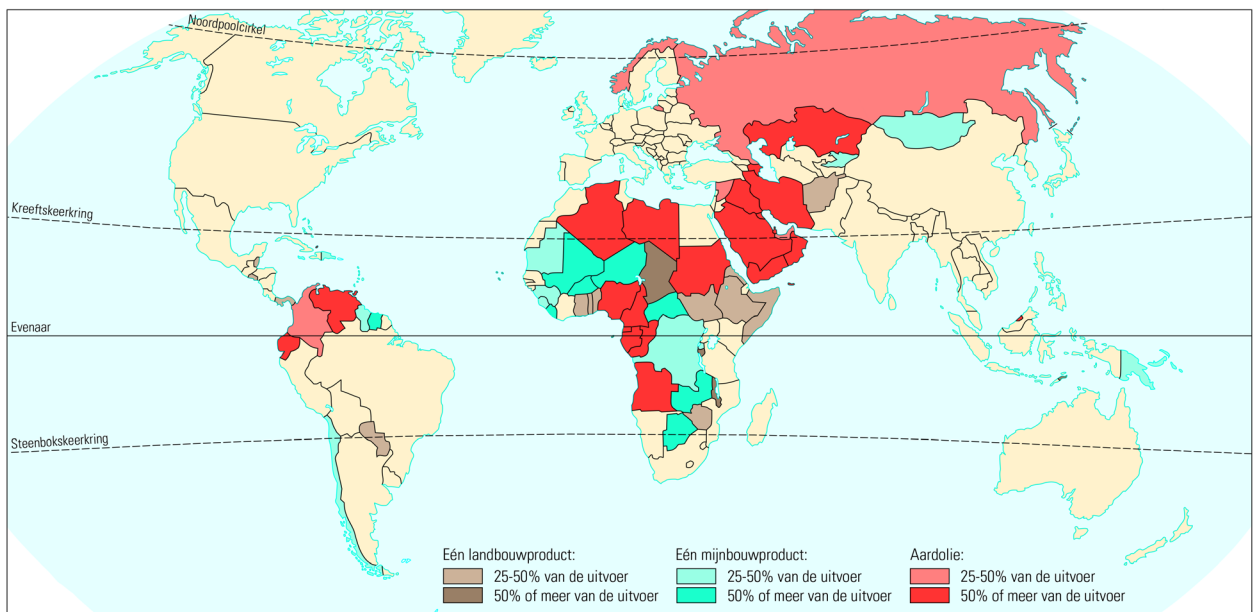 Noordpoolcirkel
Kreeftskeerkring
Evenaar
Steenbokskeerkring
Eén landbouwproduct:
25-50% van de uitvoer
50% of meer van de uitvoer
Eén mijnbouwproduct:
25-50% van de uitvoer
50% of meer van de uitvoer
Aardolie:
25-50% van de uitvoer
50% of meer van de uitvoer